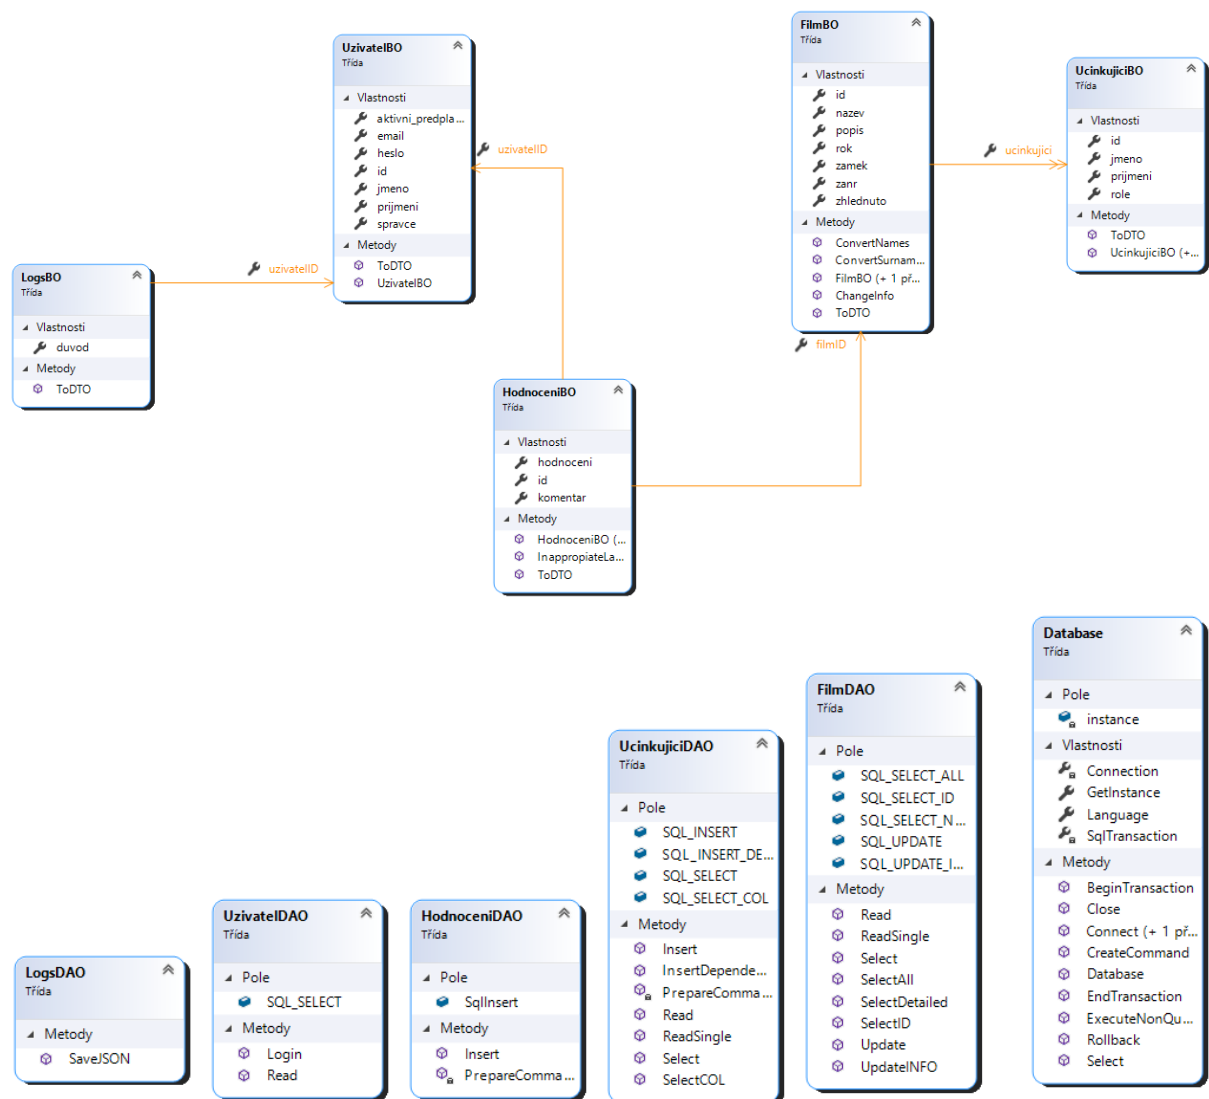 UzivatelBO
Třída
Vlastnosti
aktivni_predpla...
email
heslo
id
jmeno
prijmeni
spravce
Metody
ToDTO
UzivatelBO
uzivatelID
FilmBO
Třída
Vlastnosti
id
nazev
popis
rok
zamek
zanr
zhlednuto
Metody
ConvertNames
ConvertSurnam...
FilmBO (+ 1 př...
ChangeInfo
ToDTO
ucinkujici
UcinkujiciBO
Třída
Vlastnosti
id
jmeno
prijmeni
role
Metody
ToDTO
UcinkujiciBO (+...
LogsBO
Třída
Vlastnosti
duvod
Metody
ToDTO
uzivatelID
filmID
HodnoceniBO
Třída
Vlastnosti
hodnoceni
id
komentar
Metody
HodnoceniBO (...
InappropiateLa...
ToDTO
LogsDAO
Třída
Metody
SaveJSON
UzivatelDAO
Třída
Pole
SQL_SELECT
Metody
Login
Read
HodnoceniDAO
Třída
Pole
SqlInsert
Metody
Insert
PrepareComma...
UcinkujiciDAO
Třída
Pole
SQL_INSERT
SQL_INSERT_DE...
SQL_SELECT
SQL_SELECT_COL
Metody
Insert
InsertDepende...
PrepareComma...
Read
ReadSingle
Select
SelectCOL
FilmDAO
Třída
Pole
SQL_SELECT_ALL
SQL_SELECT_ID
SQL_SELECT_N...
SQL_UPDATE
SQL_UPDATE_I...
Metody
Read
ReadSingle
Select
SelectAll
SelectDetailed
SelectID
Update
UpdateINFO
Database
Třída
Pole
instance
Vlastnosti
Connection
GetInstance
Language
SqlTransaction
Metody
BeginTransaction
Close
Connect (+ 1 př...
CreateCommand
Database
EndTransaction
ExecuteNonQu...
Rollback
Select